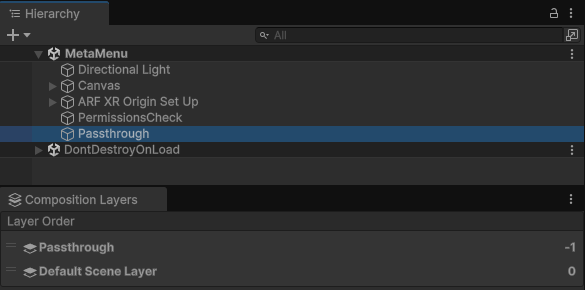 Hierarchy
All
MetaMenu
Directional Light
Canvas
ARF XR Origin Set Up
PermissionsCheck
Passthrough
DontDestroyOnLoad
Composition Layers
Layer Order
Passthrough -1
Default Scene Layer 0